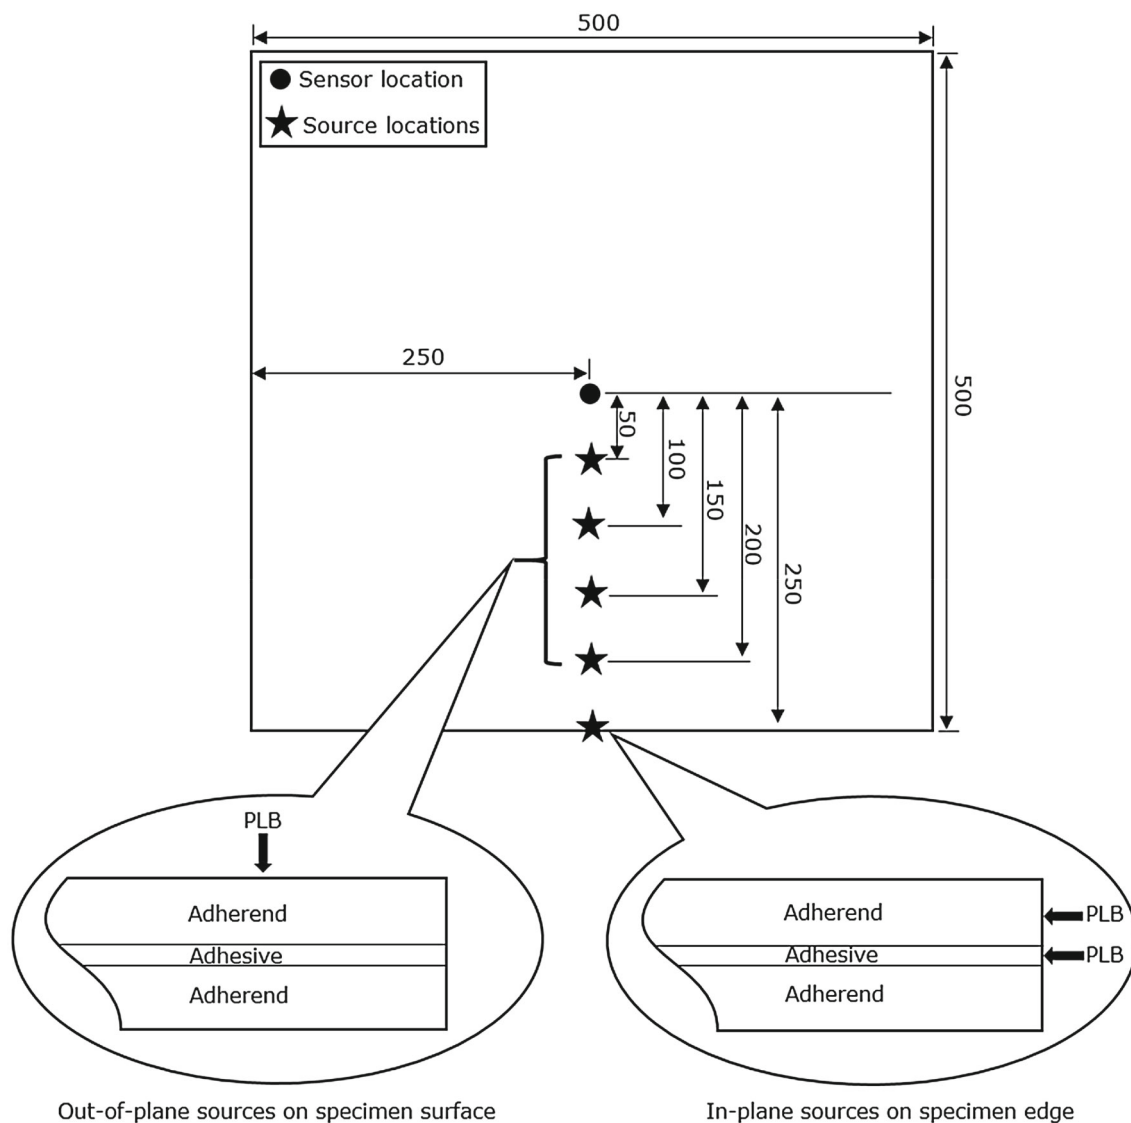 500
Sensor location
Source locations
250
500
50
100
150
200
250
PLB
Adherend
Adhesive
Adherend
Adherend
PLB
Adhesive
PLB
Adherend
Out-of-plane sources on specimen surface
In-plane sources on specimen edge